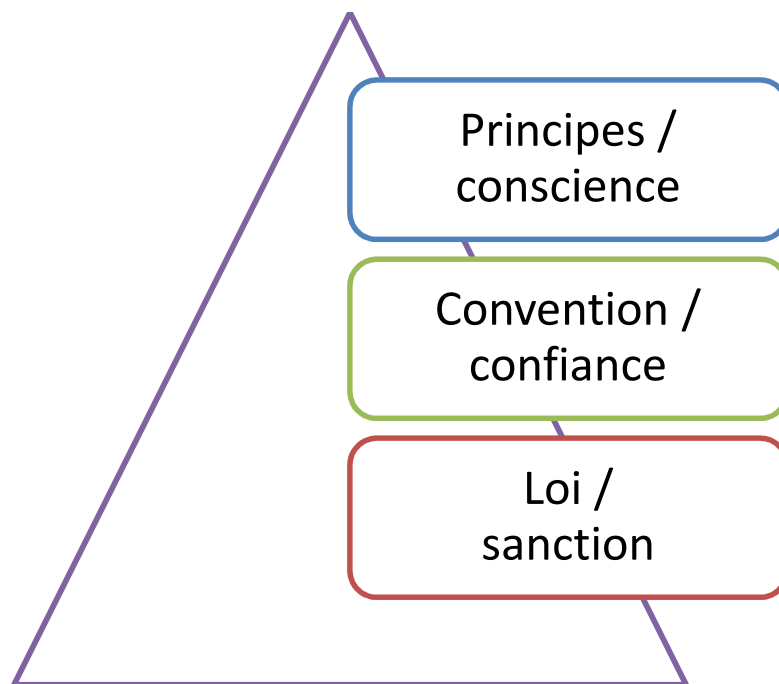 Principes /
conscience
Convention /
confiance
Loi /
sanction